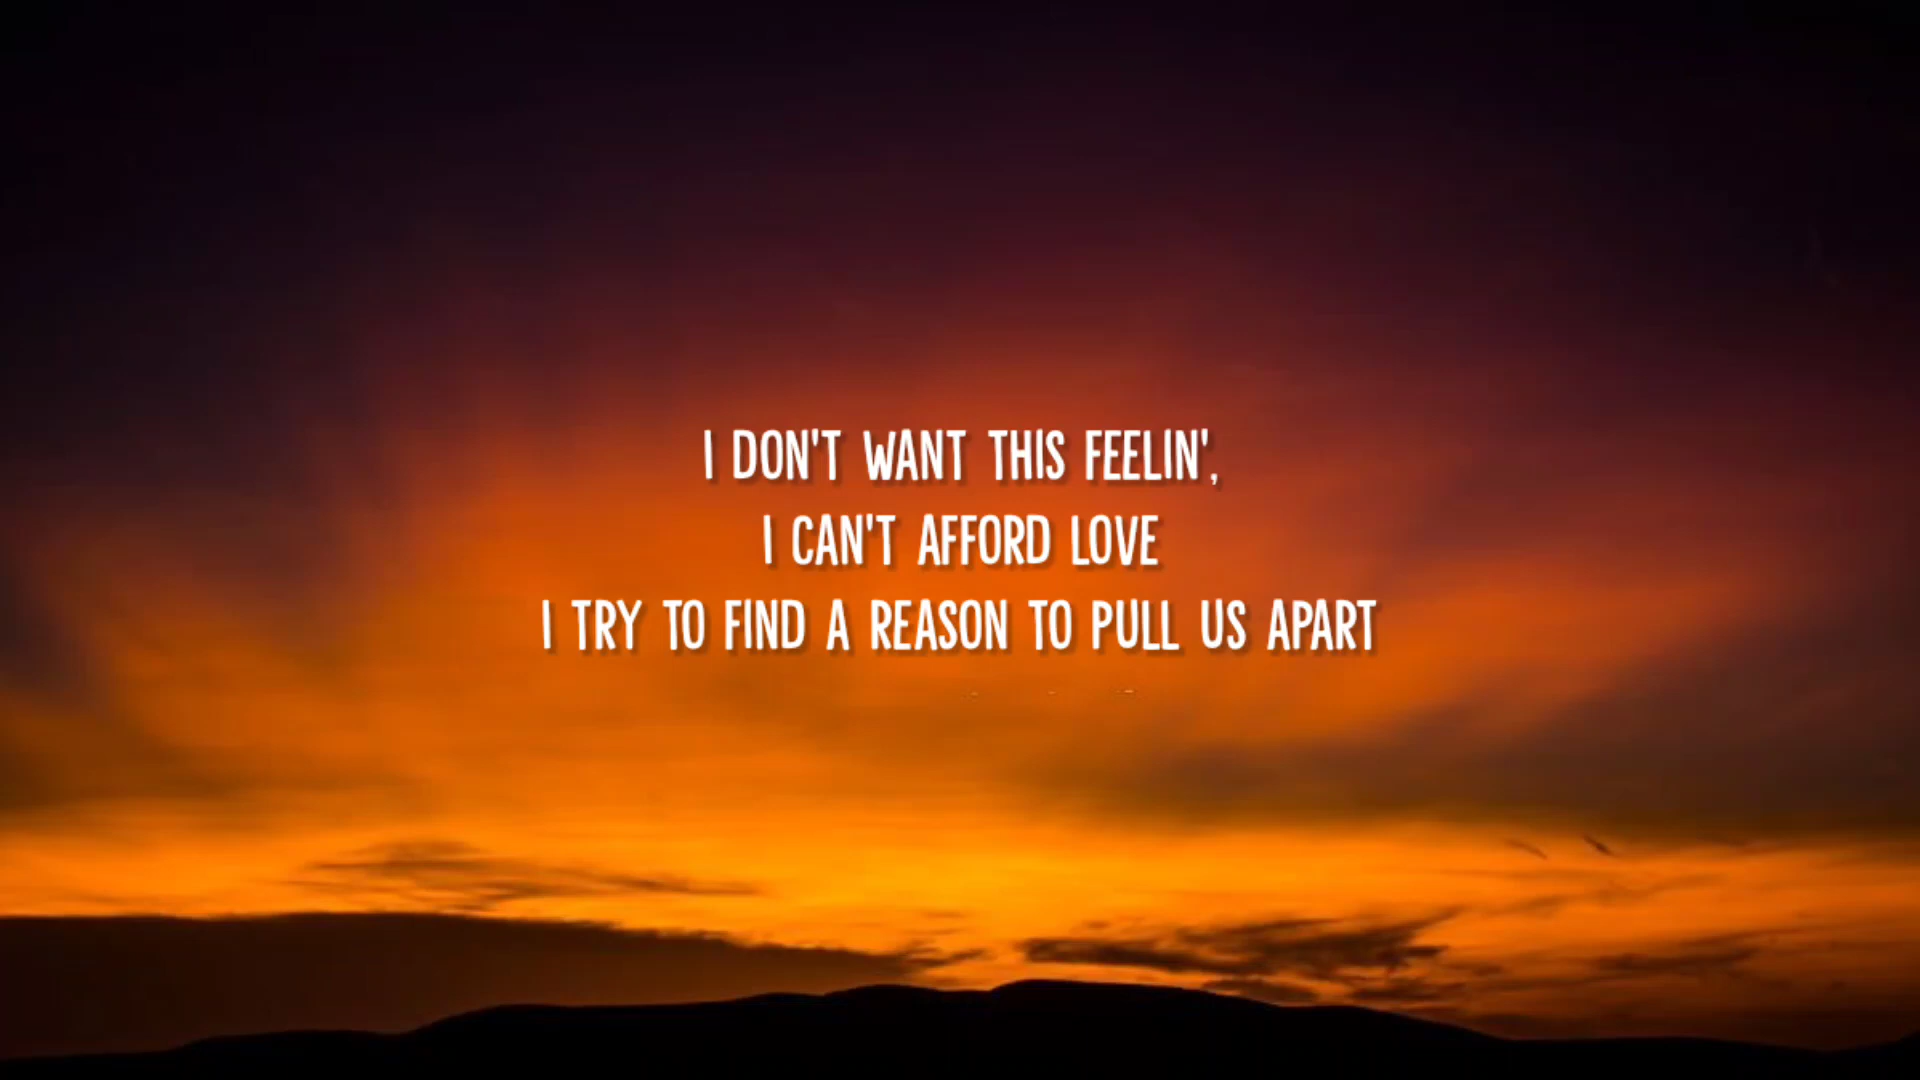 I DON'T WANT THIS FEELIN',
I CAN'T AFFORD LOVE
I TRY TO FIND A REASON TO PULL US APART